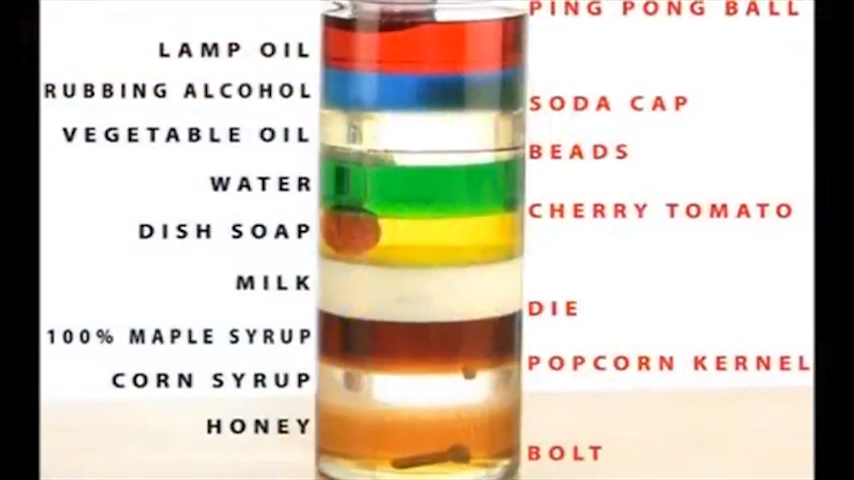 PING PONG BALL
LAMP OIL
RUBBING ALCOHOL
SODA CAP
VEGETABLE OIL
BEADS
WATER
CHERRY TOMATO
DISH SOAP
MILK
DIE
100% MAPLE SYRUP
POPCORN KERNEL
CORN SYRUP
HONEY
BOLT